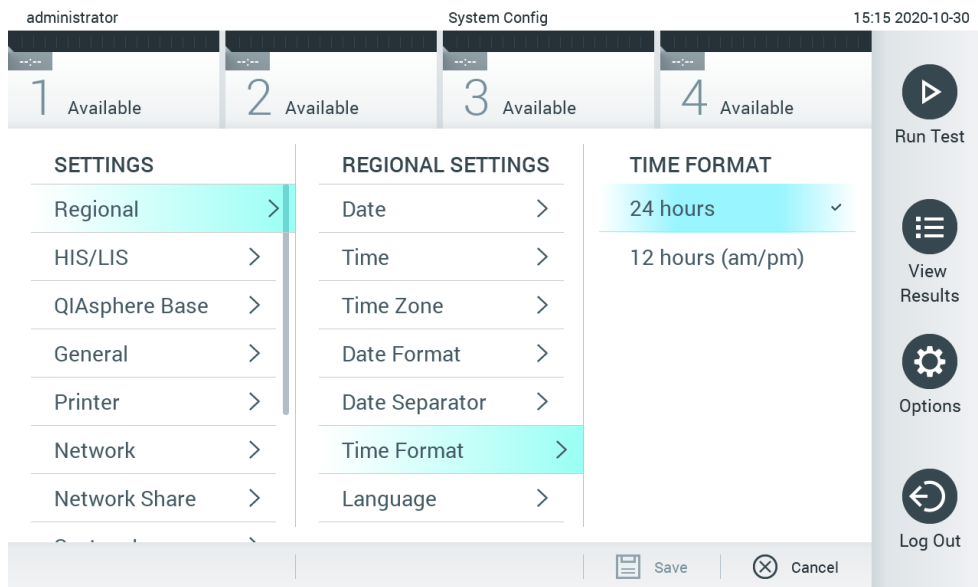 administrator System Config 15:15 2020-10-30
--:-- --:-- --:-- --:--
1 Available 2 Available 3 Available 4 Available
Run Test
SETTINGS REGIONAL SETTINGS TIME FORMAT
Regional Date 24 hours
HIS/LIS Time 12 hours (am/pm)
View
Results
QIAsphere Base Time Zone
General Date Format
Printer Date Separator
Options
Network Time Format
Network Share Language
Log Out
Save Cancel